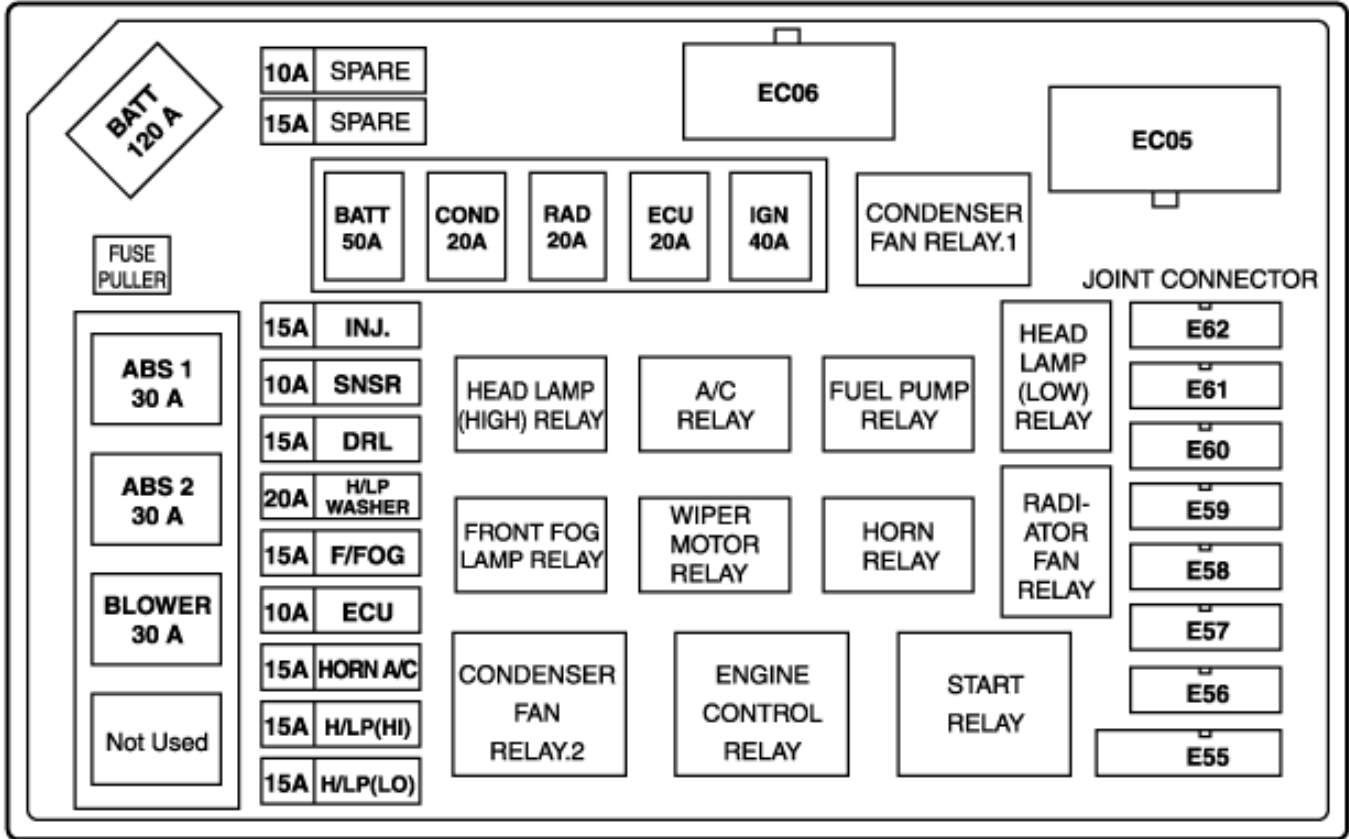 BATT
120 A
10A SPARE
15A SPARE
EC06
EC05
BATT
50A
COND
20A
RAD
20A
ECU
20A
IGN
40A
CONDENSER
FAN RELAY.1
FUSE
PULLER
ABS 1
30 A
ABS 2
30 A
BLOWER
30 A
Not Used
15A INJ.
10A SNSR
15A DRL
20A H/LP
WASHER
15A F/FOG
10A ECU
15A HORN A/C
15A H/LP(HI)
15A H/LP(LO)
HEAD LAMP
(HIGH) RELAY
A/C
RELAY
FUEL PUMP
RELAY
HEAD
LAMP
(LOW)
RELAY
FRONT FOG
LAMP RELAY
WIPER
MOTOR
RELAY
HORN
RELAY
RADI-
ATOR
FAN
RELAY
CONDENSER
FAN
RELAY.2
ENGINE
CONTROL
RELAY
START
RELAY
JOINT CONNECTOR
E62
E61
E60
E59
E58
E57
E56
E55